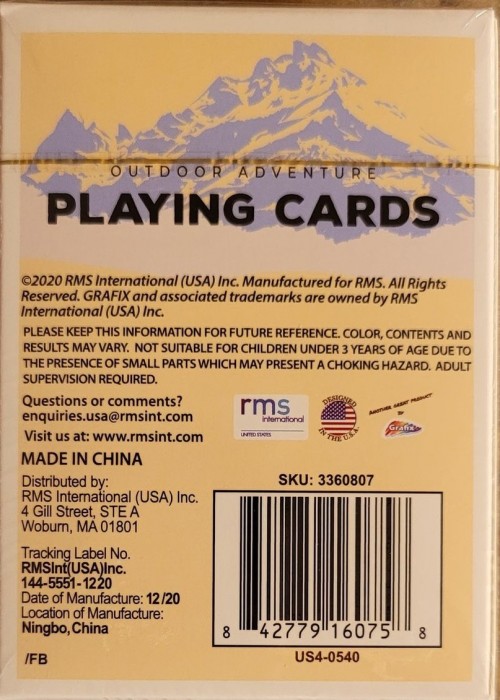 OUTDOOR ADVENTURE
PLAYING CARDS
©2020 RMS International (USA) Inc. Manufactured for RMS. All Rights
Reserved. GRAFIX and associated trademarks are owned by RMS
International (USA) Inc.
PLEASE KEEP THIS INFORMATION FOR FUTURE REFERENCE. COLOR, CONTENTS AND
RESULTS MAY VARY. NOT SUITABLE FOR CHILDREN UNDER 3 YEARS OF AGE DUE TO
THE PRESENCE OF SMALL PARTS WHICH MAY PRESENT A CHOKING HAZARD. ADULT
SUPERVISION REQUIRED.
Questions or comments?
enquiries.usa@rmsint.com
Visit us at: www.rmsint.com
rms
international
UNITED STATES
DESIGNED
IN THE U.S.A
ANOTHER GREAT PRODUCT
BY
Grafix
MADE IN CHINA
Distributed by:
RMS International (USA) Inc.
4 Gill Street, STE A
Woburn, MA 01801
Tracking Label No.
RMSInt(USA)Inc.
144-5551-1220
Date of Manufacture: 12/20
Location of Manufacture:
Ningbo,China
/FB
SKU: 3360807
8 42779 16075 8
US4-0540